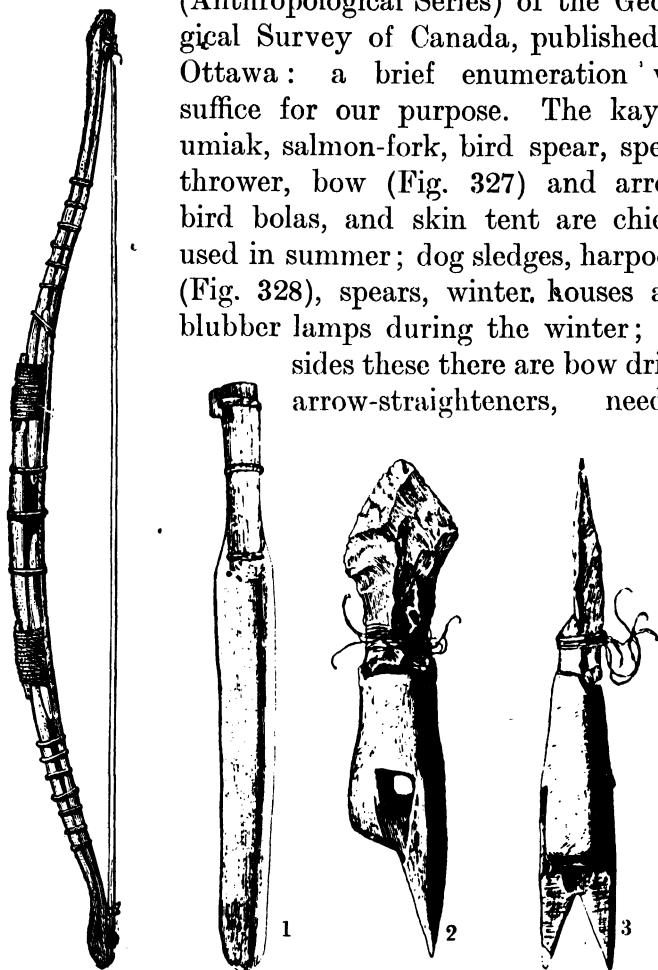 (Anthropological Series) of the Geo
gical Survey of Canada, published
Ottawa: a brief enumeration
suffice for our purpose. The kay
umiak, salmon-fork, bird spear, spe
thrower, bow (Fig. 327) and arro
bird bolas, and skin tent are chie
used in summer; dog sledges, harpo
(Fig. 328), spears, winter houses a
blubber lamps during the winter;
sides these there are bow dri
arrow-straighteners, need
1
2
3